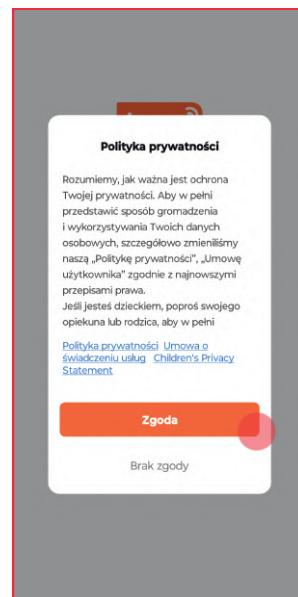 Polityka prywatności
Rozumiemy, jak ważna jest ochrona
Twojej prywatności. Aby w pełni
przedstawić sposób gromadzenia
i wykorzystywania Twoich danych
osobowych, szczegółowo zmieniliśmy
naszą „Politykę prywatności”, „Umowę
użytkownika” zgodnie z najnowszymi
przepisami prawa.
Jeśli jesteś dzieckiem, poproś swojego
opiekuna lub rodzica, aby w pełni
Polityka prywatności Umowa o
świadczeniu usług Children's Privacy
Statement
Zgoda
Brak zgody